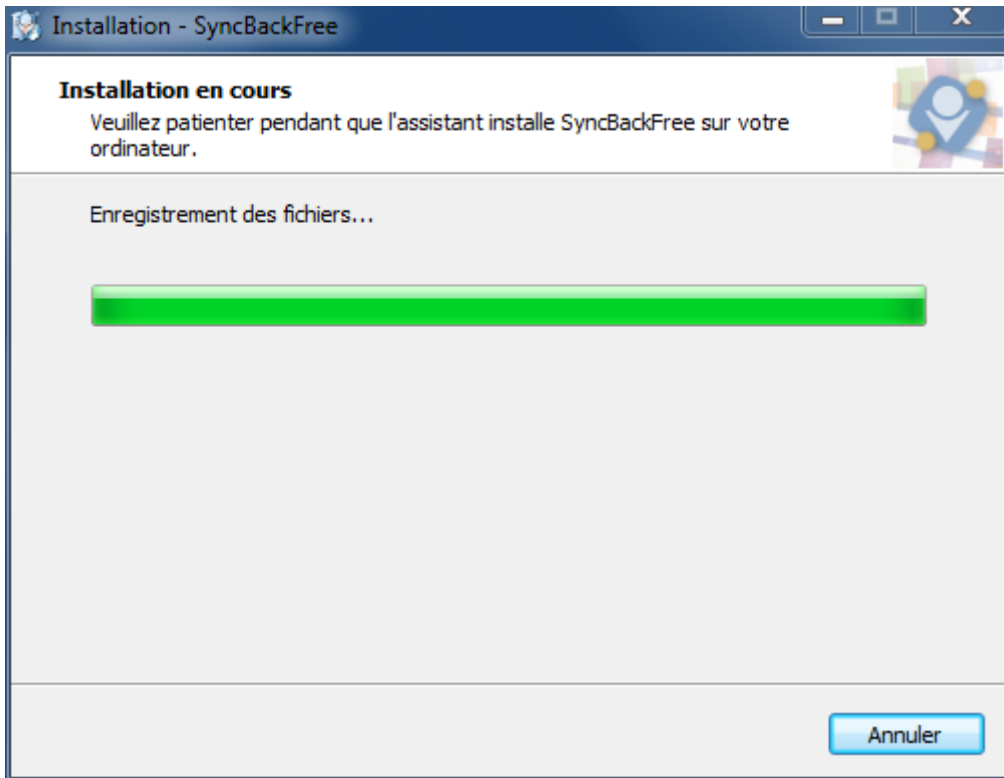 Installation - SyncBackFree
Installation en cours
Veuillez patienter pendant que l'assistant installe SyncBackFree sur votre
ordinateur.
Enregistrement des fichiers...
Annuler